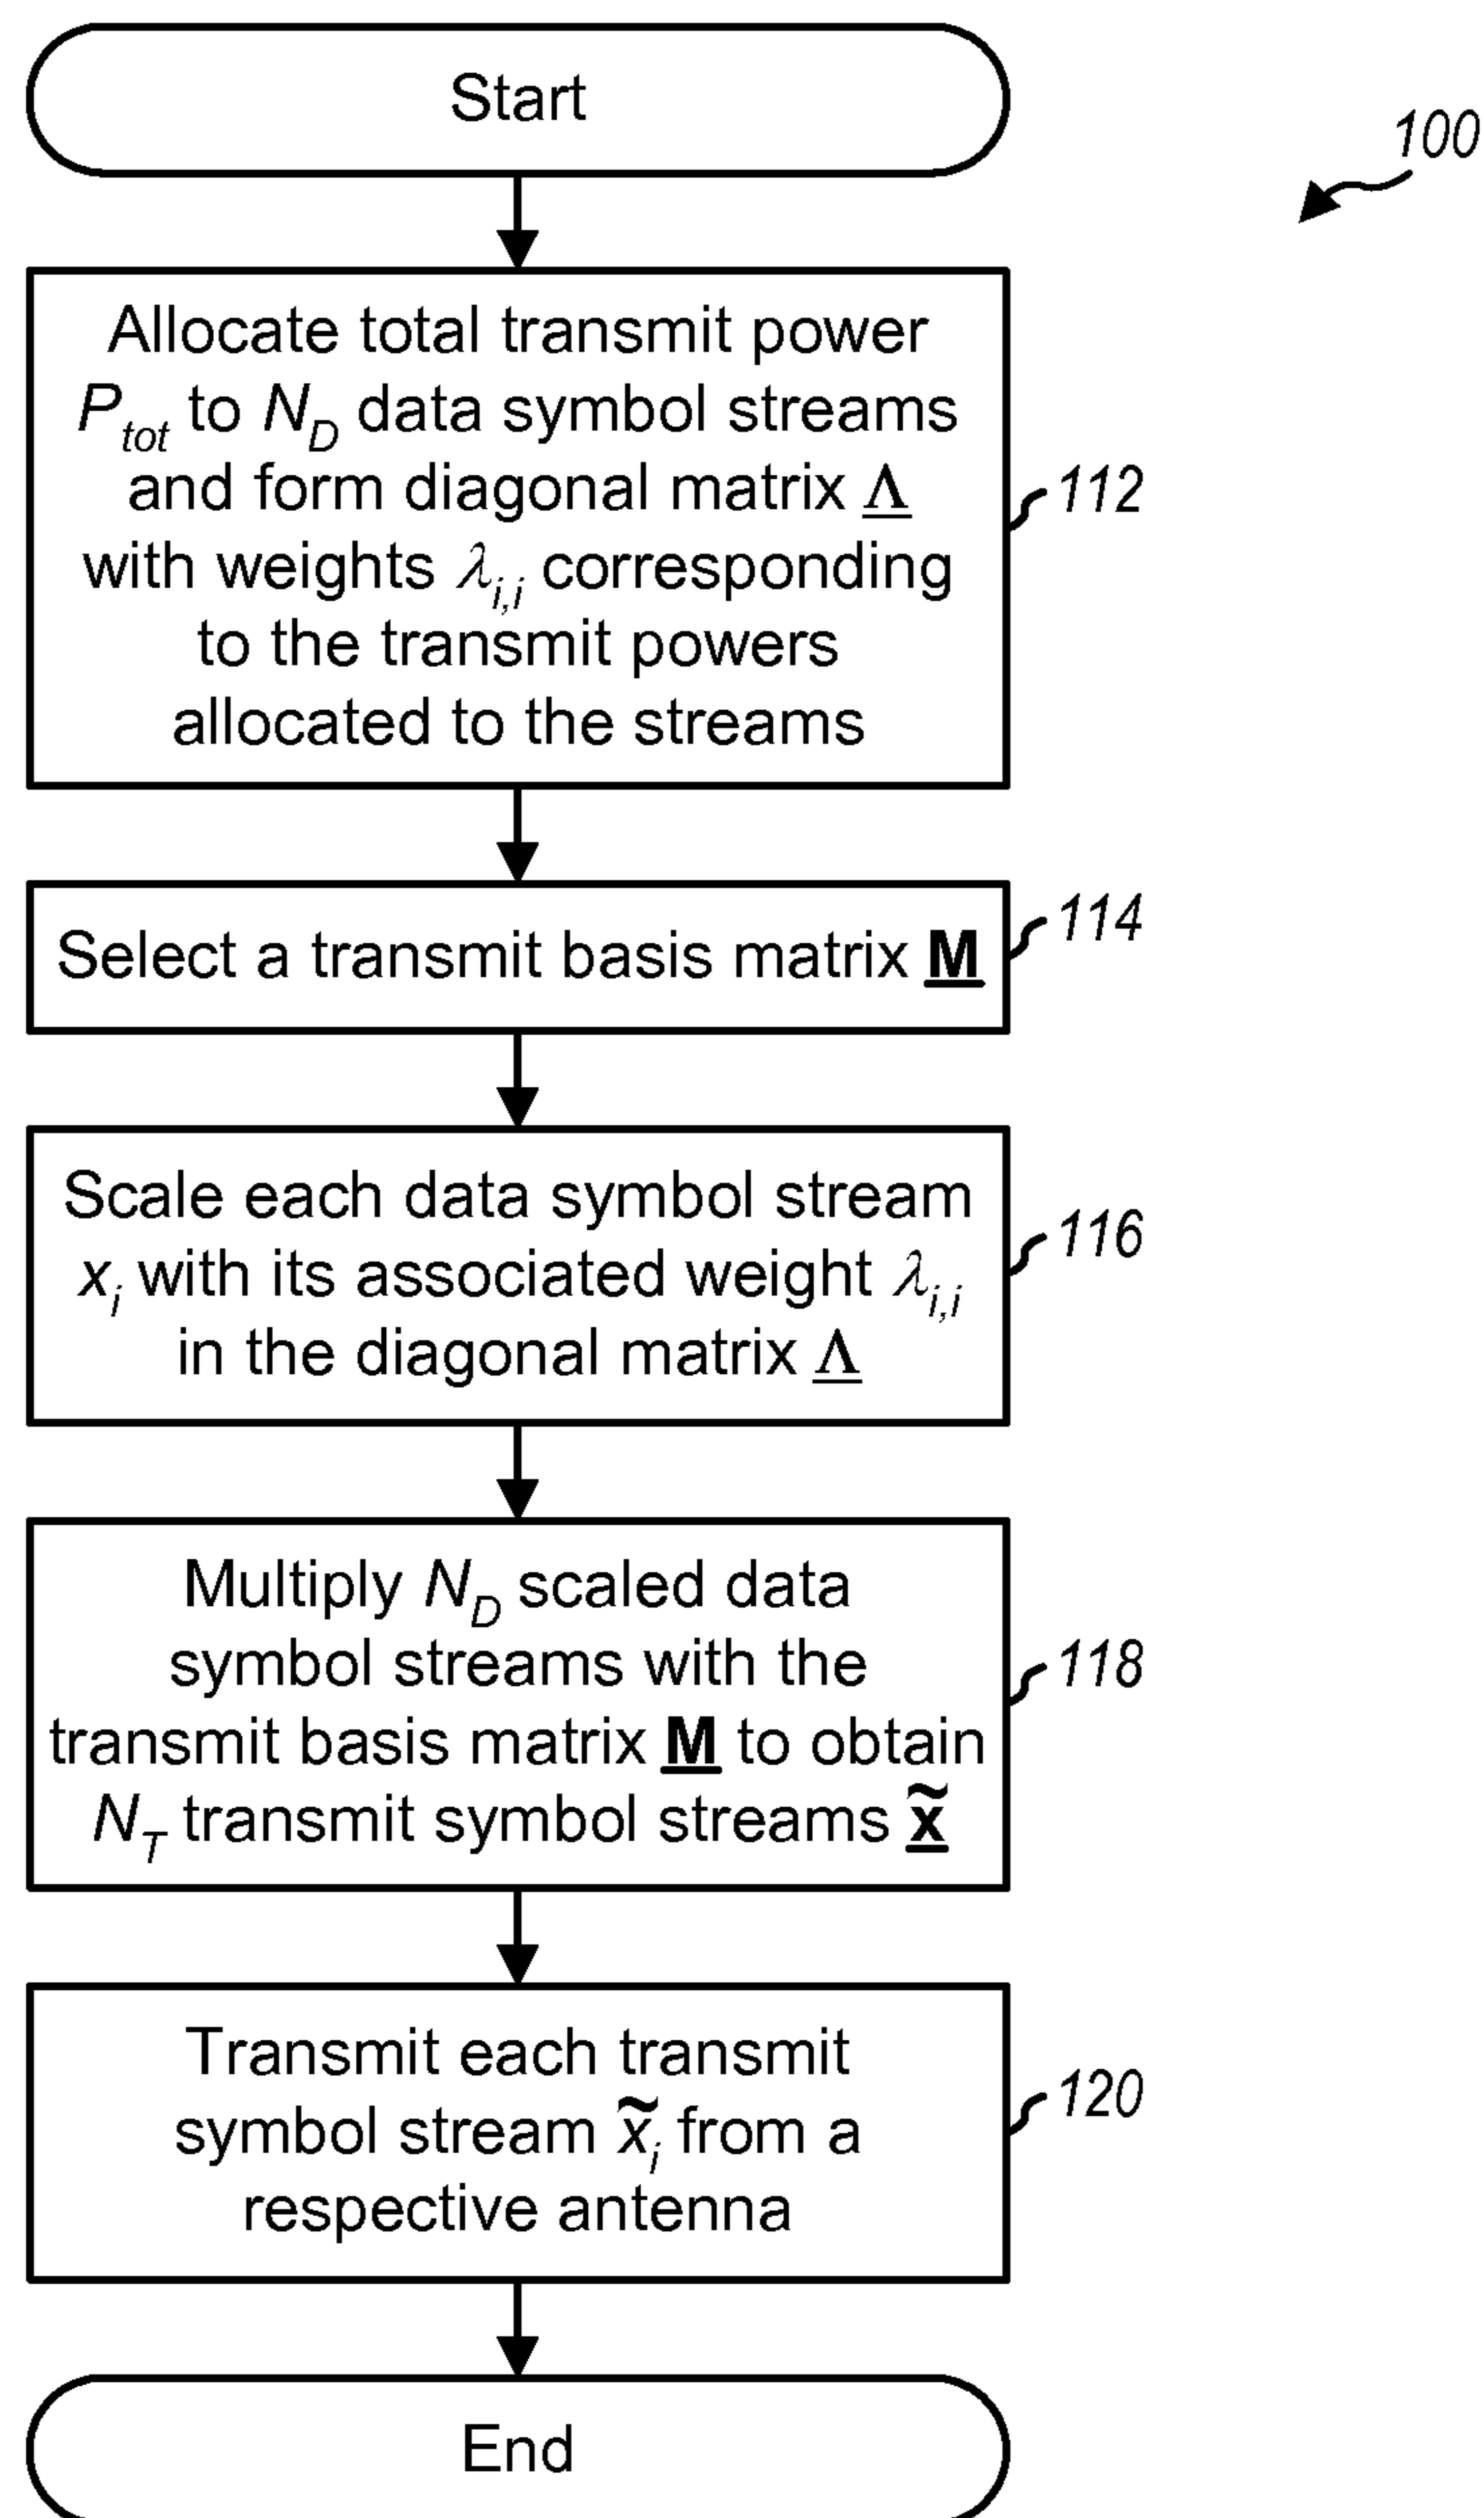 Start
100
Allocate total transmit power
P_tot to N_D data symbol streams
and form diagonal matrix Λ
with weights λ_i,i corresponding
to the transmit powers
allocated to the streams
112
Select a transmit basis matrix M
114
Scale each data symbol stream
x_i with its associated weight λ_i,i
in the diagonal matrix Λ
116
Multiply N_D scaled data
symbol streams with the
transmit basis matrix M to obtain
N_T transmit symbol streams x̃
118
Transmit each transmit
symbol stream x̃_i from a
respective antenna
120
End